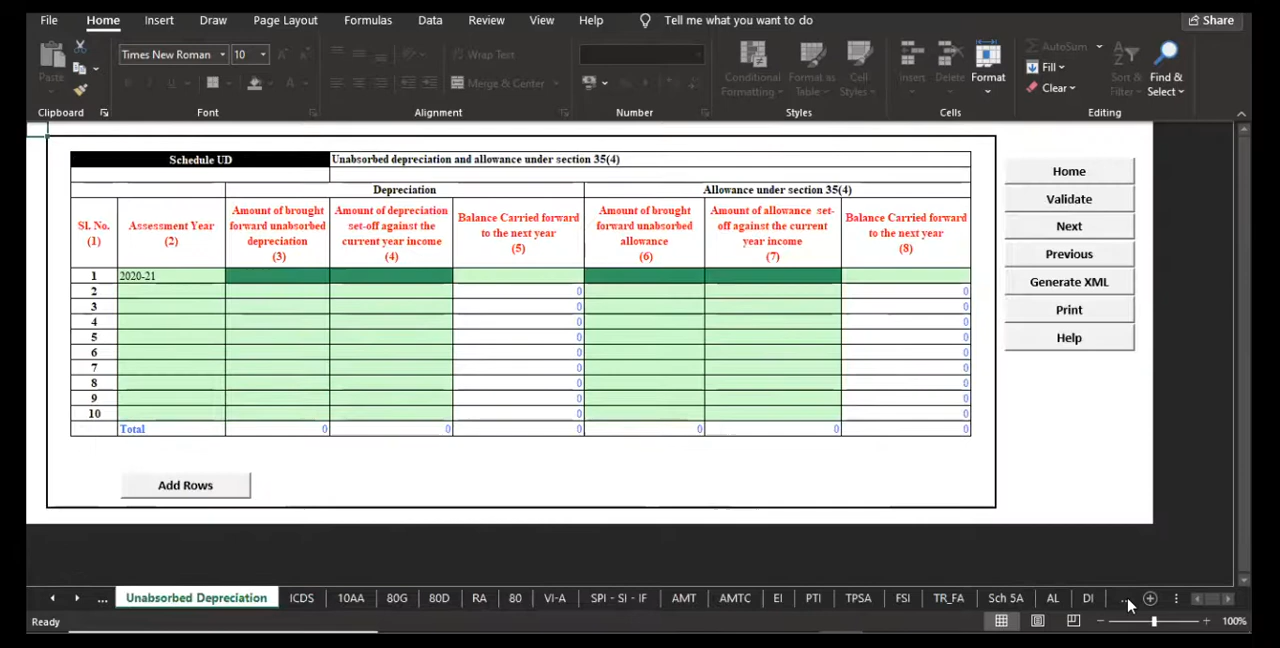 File Home Insert Draw Page Layout Formulas Data Review View Help Tell me what you want to do Share
Times New Roman 10 Wrap Text AutoSum
Paste Merge & Center Conditional Formatting Format as Table Cell Styles Insert Delete Format Fill Clear Sort & Filter Find & Select
Clipboard Font Alignment Number Styles Cells Editing
Schedule UD Unabsorbed depreciation and allowance under section 35(4)
Depreciation Allowance under section 35(4)
Sl. No. (1) Assessment Year (2) Amount of brought forward unabsorbed depreciation (3) Amount of depreciation set-off against the current year income (4) Balance Carried forward to the next year (5) Amount of brought forward unabsorbed allowance (6) Amount of allowance set-off against the current year income (7) Balance Carried forward to the next year (8)
1 2020-21
2 0 0
3 0 0
4 0 0
5 0 0
6 0 0
7 0 0
8 0 0
9 0 0
10 0 0
Total 0 0 0 0 0 0
Add Rows
Home
Validate
Next
Previous
Generate XML
Print
Help
... Unabsorbed Depreciation ICDS 10AA 80G 80D RA 80 VI-A SPI - SI - IF AMT AMTC EI PTI TPSA FSI TR_FA Sch 5A AL DI ...
Ready 100%